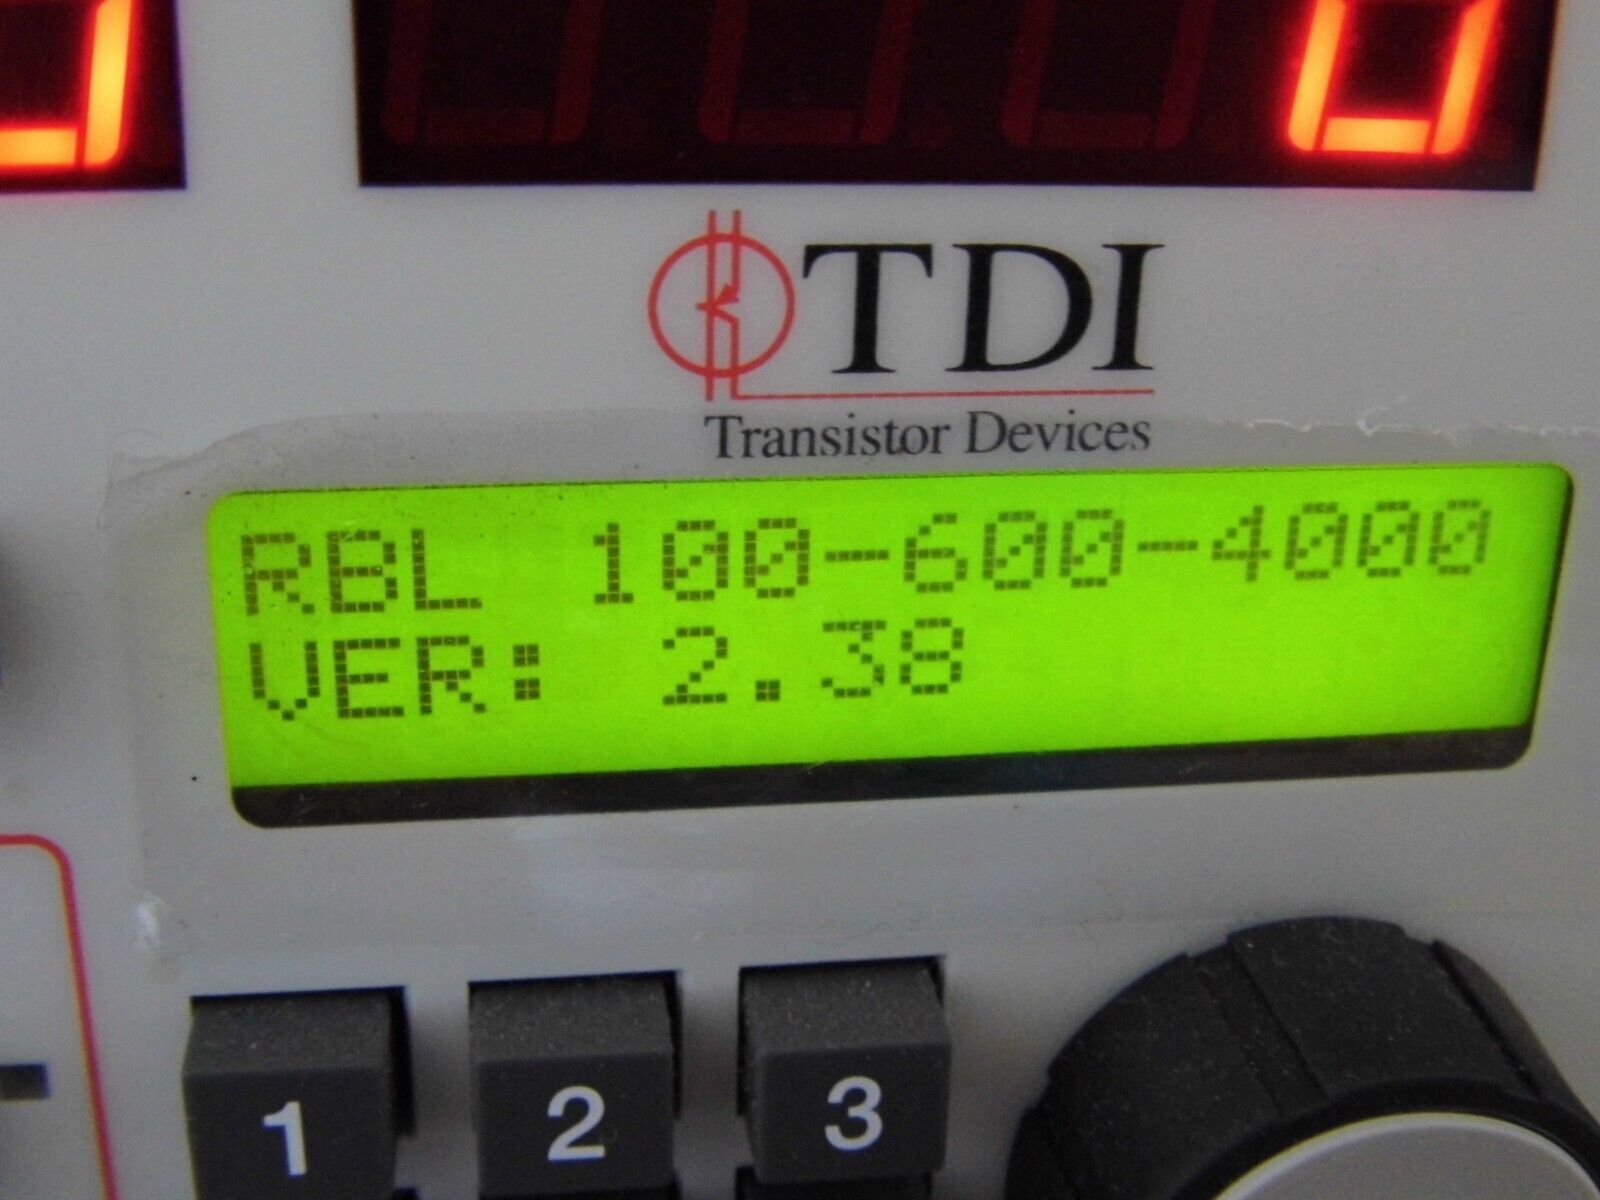 TDI
Transistor Devices
RBL 100-600-4000
VER: 2.38
1 2 3